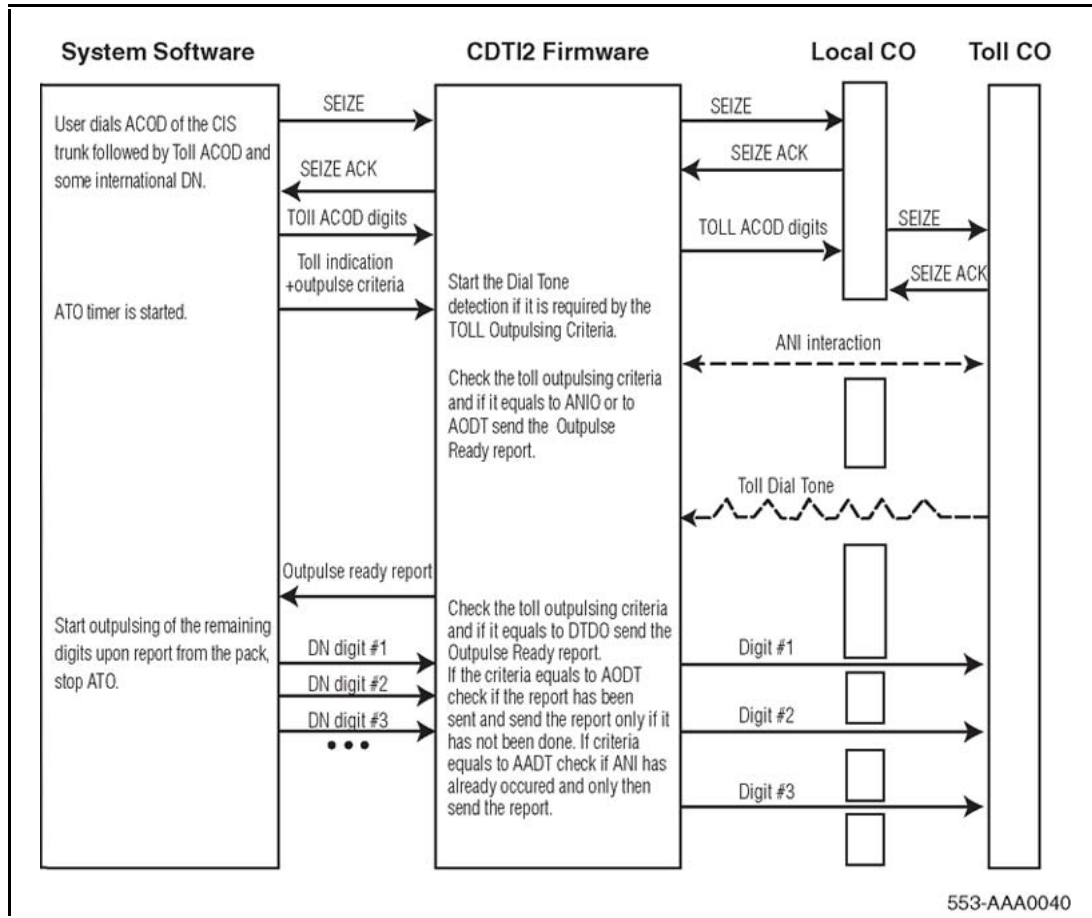 System Software
CDTI2 Firmware
Local CO
Toll CO
User dials ACOD of the CIS
trunk followed by Toll ACOD and
some international DN.
SEIZE
SEIZE
SEIZE ACK
SEIZE ACK
TOll ACOD digits
TOLL ACOD digits
SEIZE
SEIZE ACK
Toll indication
+outpulse criteria
ATO timer is started.
Start the Dial Tone
detection if it is required by the
TOLL Outpulsing Criteria.
ANI interaction
Check the toll outpulsing criteria
and if it equals to ANIO or to
AODT send the Outpulse
Ready report.
Toll Dial Tone
Outpulse ready report
Start outpulsing of the remaining
digits upon report from the pack,
stop ATO.
DN digit #1
DN digit #2
DN digit #3
• • •
Check the toll outpulsing criteria
and if it equals to DTDO send the
Outpulse Ready report.
If the criteria equals to AODT
check if the report has been
sent and send the report only if it
has not been done. If criteria
equals to AADT check if ANI has
already occured and only then
send the report.
Digit #1
Digit #2
Digit #3
553-AAA0040